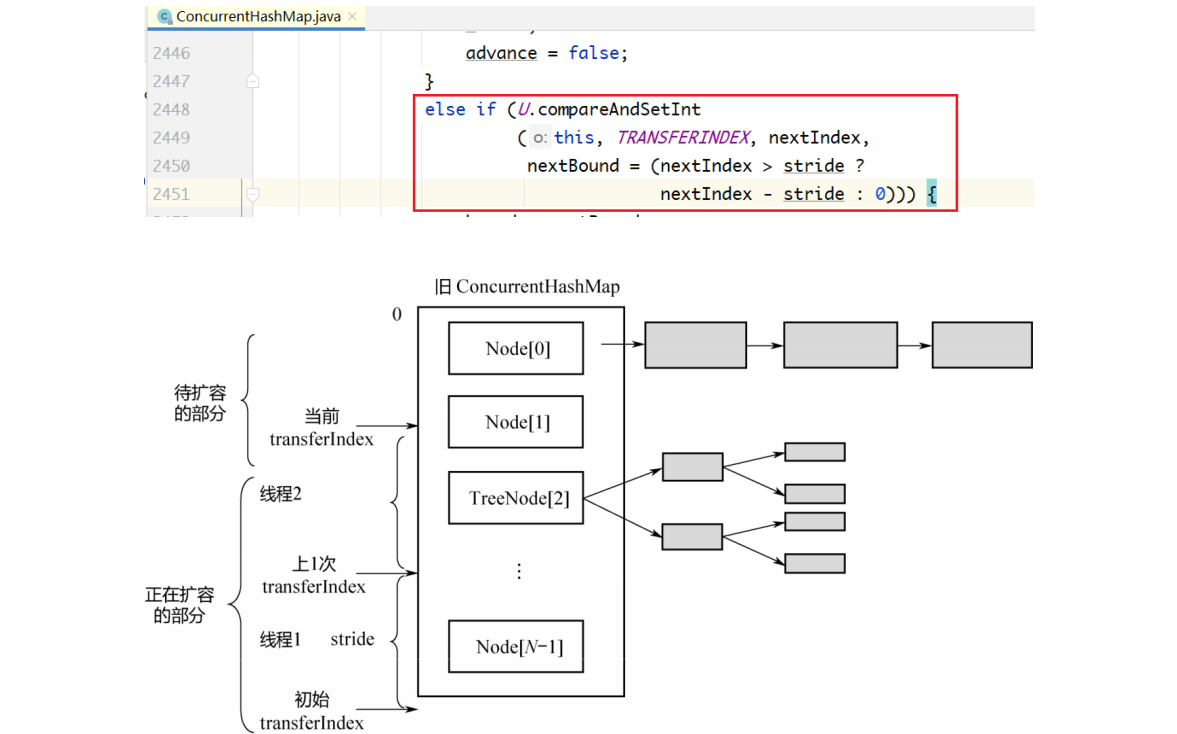 ConcurrentHashMap.java
2446 advance = false;
2447 }
2448 else if (U.compareAndSetInt
2449 ( o: this, TRANSFERINDEX, nextIndex,
2450 nextBound = (nextIndex > stride ?
2451 nextIndex - stride : 0))) {
旧 ConcurrentHashMap
0
Node[0]
待扩容
的部分
当前
transferIndex
Node[1]
线程2
TreeNode[2]
上1次
transferIndex
⋮
正在扩容
的部分
线程1 stride
Node[N-1]
初始
transferIndex